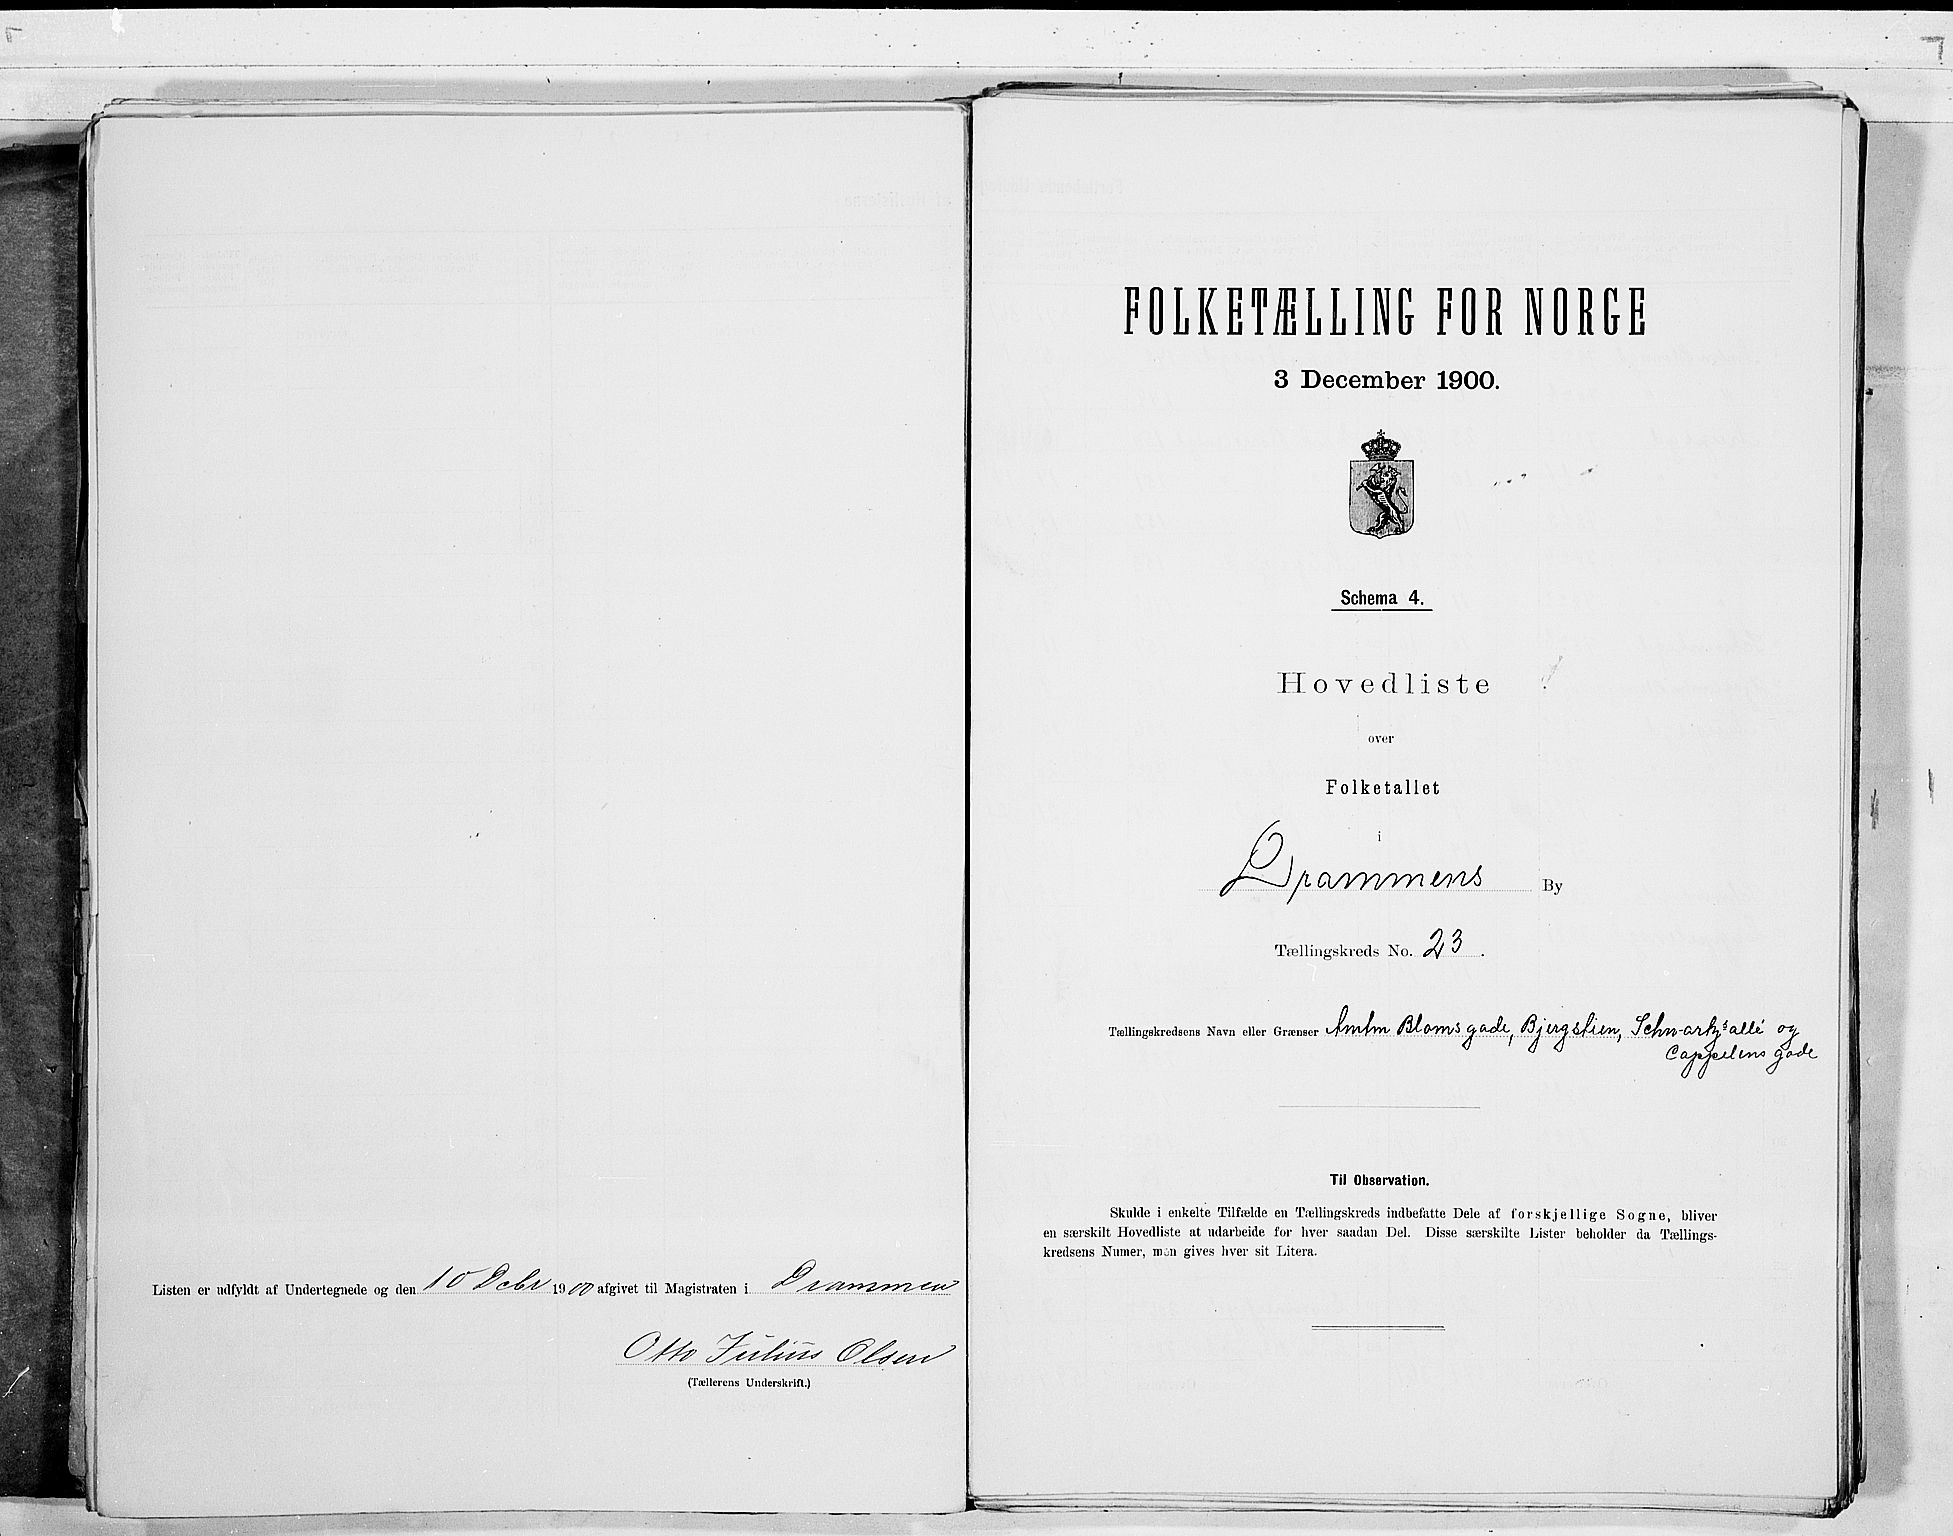 Listen er udfyldt af Undertegnede og den 10 Decbr 1900 afgivet til Magistraten i Drammen
Otto Julius Olsen
(Tællerens Underskrift.)
FOLKETÆLLING FOR NORGE
3 December 1900.
Schema 4.
Hovedliste
over
Folketallet
i
Drammens By
Tællingskreds No. 23.
Tællingskredsens Navn eller Grænser Amtm Blomsgade, Bjergstien, Schwartz's allé og
Cappelens gade
Til Observation.
Skulde i enkelte Tilfælde en Tællingskreds indbefatte Dele af forskjellige Sogne, bliver
en særskilt Hovedliste at udarbeide for hver saadan Del. Disse særskilte Lister beholder da Tællings-
kredsens Numer, men gives hver sit Litera.